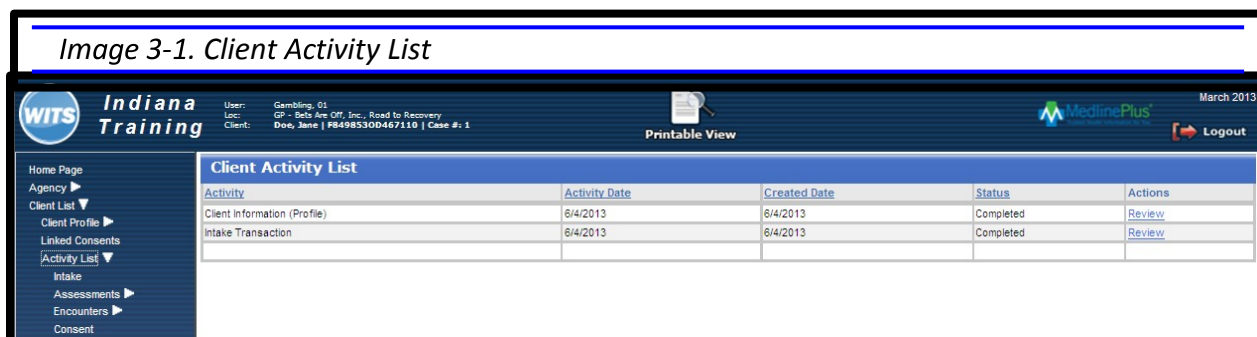 Image 3-1. Client Activity List
WITS
Indiana
Training
User: Gambling, 01
Loc: GP - Bets Are Off, Inc., Road to Recovery
Client: Doe, Jane | F849853OD467110 | Case #: 1
Printable View
MedlinePlus
March 2013
Logout
Home Page
Agency
Client List
Client Profile
Linked Consents
Activity List
Intake
Assessments
Encounters
Consent
Client Activity List
Activity Activity Date Created Date Status Actions
Client Information (Profile) 6/4/2013 6/4/2013 Completed Review
Intake Transaction 6/4/2013 6/4/2013 Completed Review